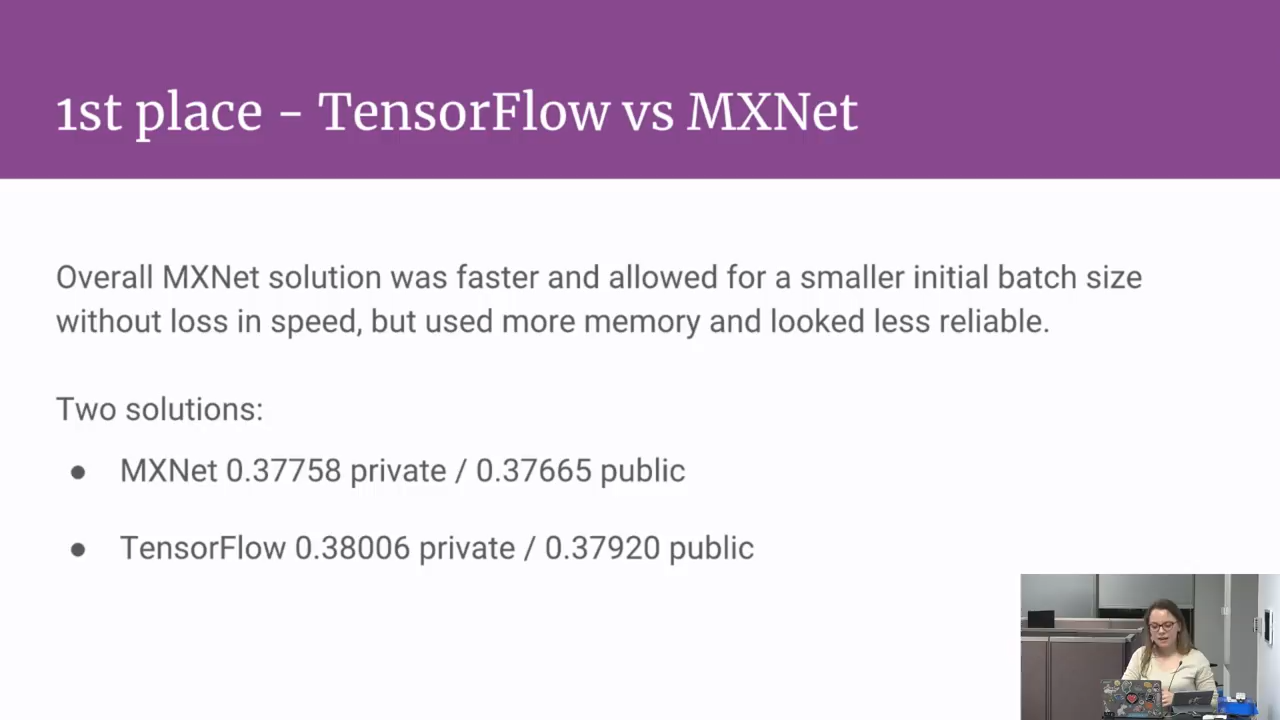 1st place - TensorFlow vs MXNet
Overall MXNet solution was faster and allowed for a smaller initial batch size
without loss in speed, but used more memory and looked less reliable.
Two solutions:
● MXNet 0.37758 private / 0.37665 public
● TensorFlow 0.38006 private / 0.37920 public